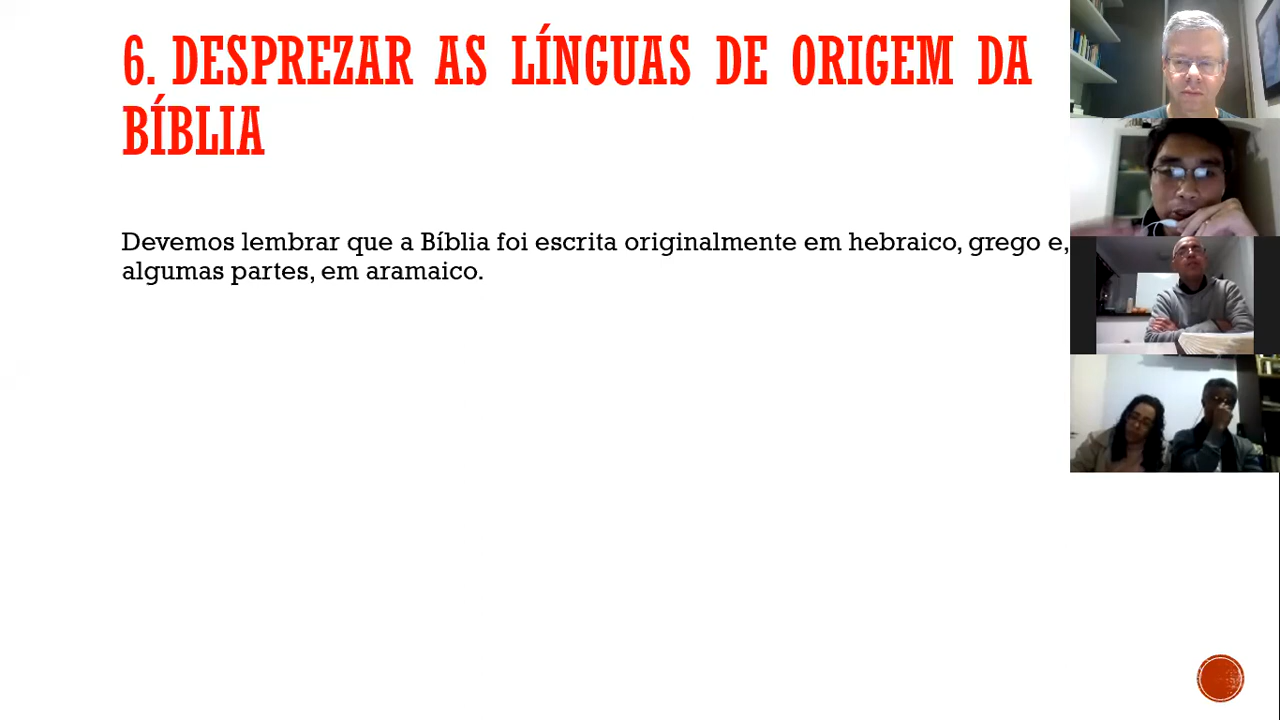 6. DESPREZAR AS LÍNGUAS DE ORIGEM DA
BÍBLIA
Devemos lembrar que a Bíblia foi escrita originalmente em hebraico, grego e,
algumas partes, em aramaico.